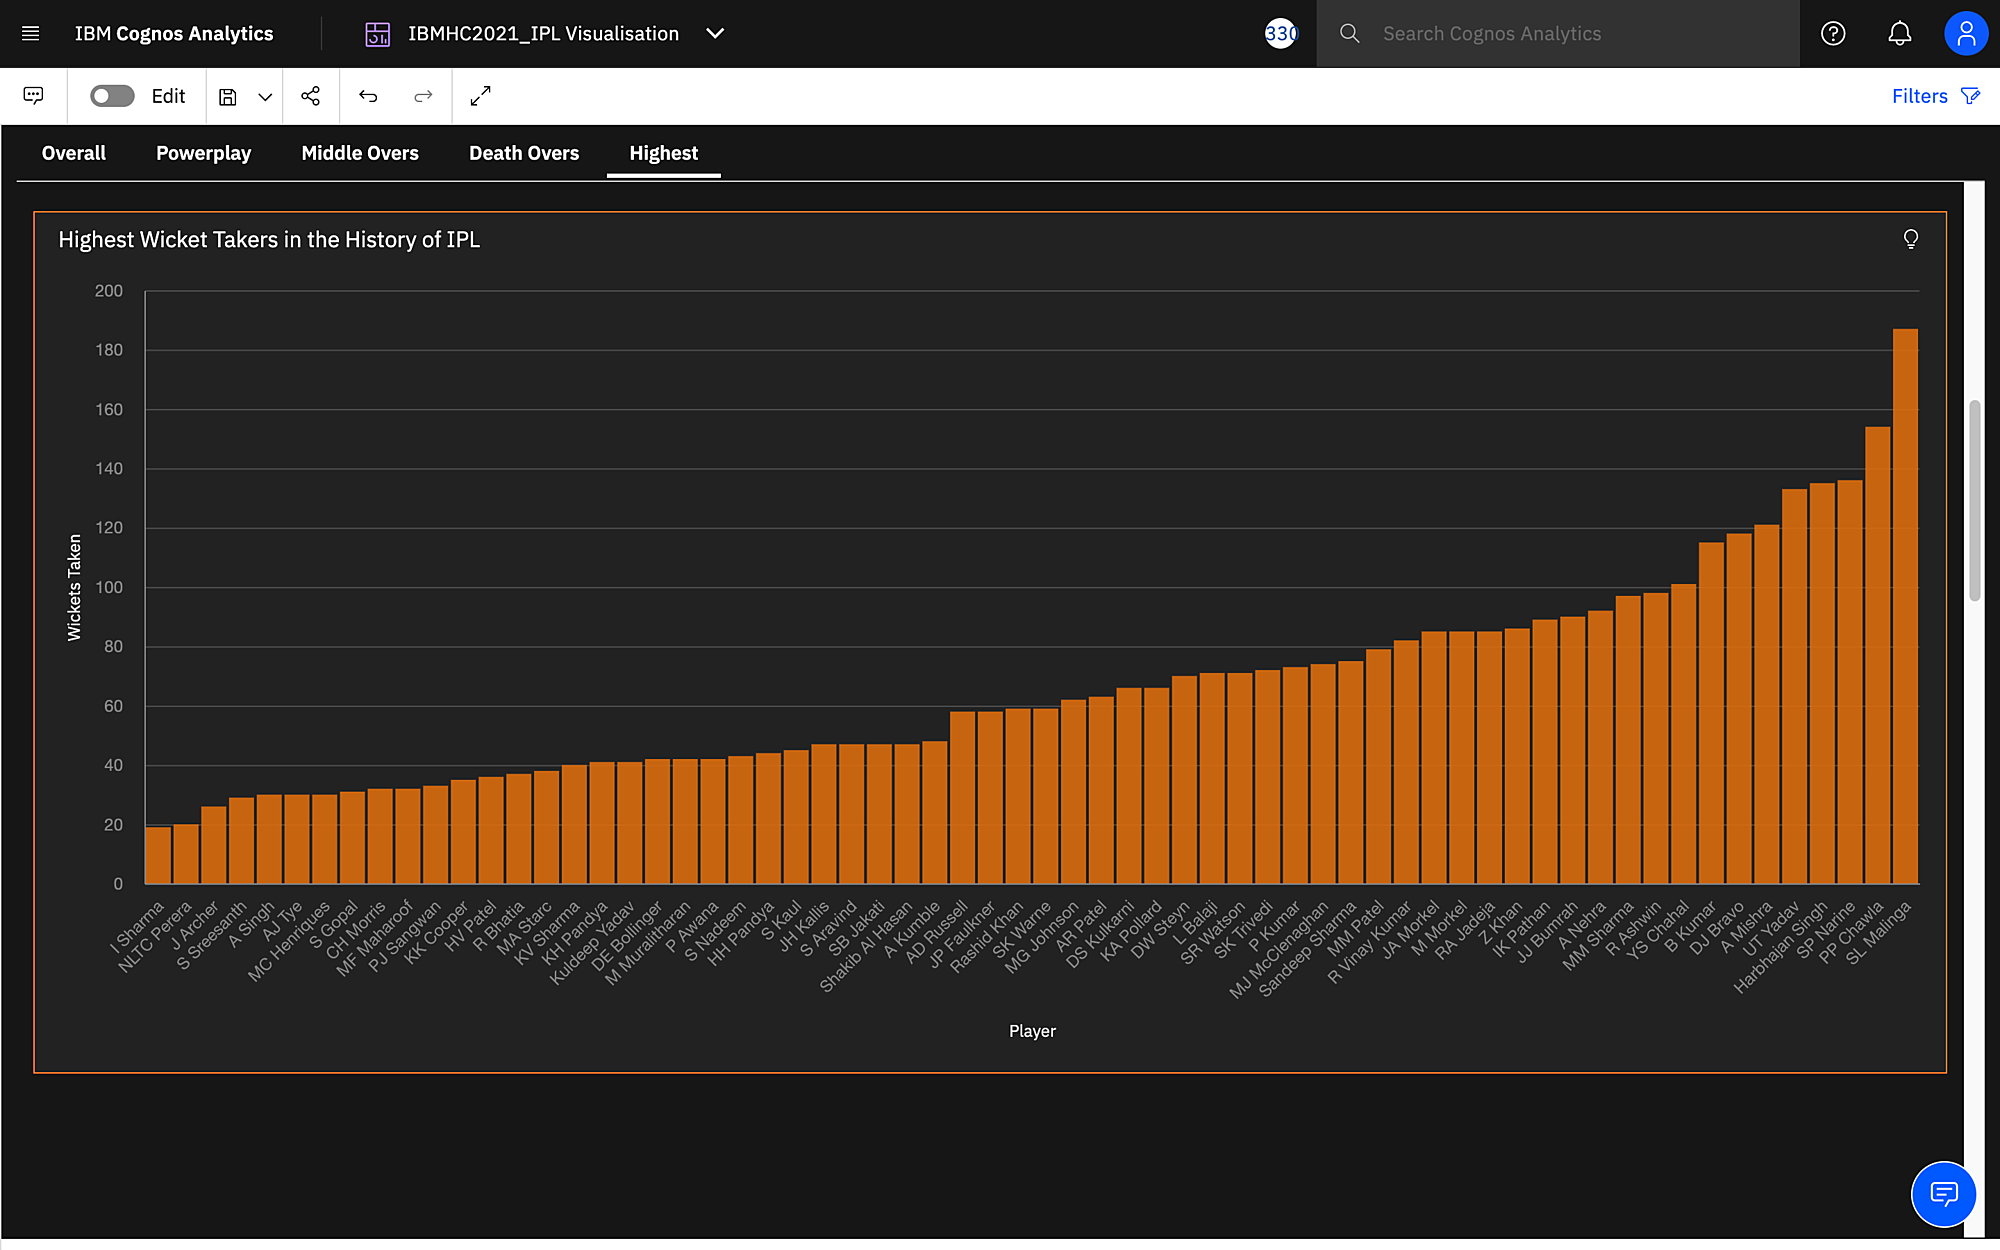 IBM Cognos Analytics
IBMHC2021_IPL Visualisation
330
Search Cognos Analytics
Edit
Filters
Overall
Powerplay
Middle Overs
Death Overs
Highest
Highest Wicket Takers in the History of IPL
200
180
160
140
120
100
80
60
40
20
0
Wickets Taken
I Sharma
NLTC Perera
J Archer
S Sreesanth
A Singh
AJ Tye
MC Henriques
S Gopal
CH Morris
MF Maharoof
PJ Sangwan
KK Cooper
HV Patel
R Bhatia
MA Starc
KV Sharma
KH Pandya
Kuldeep Yadav
DE Bollinger
M Muralitharan
P Awana
S Nadeem
HH Pandya
S Kaul
JH Kallis
S Aravind
SB Jakati
Shakib Al Hasan
A Kumble
AD Russell
JP Faulkner
Rashid Khan
SK Warne
MG Johnson
AR Patel
DS Kulkarni
KA Pollard
DW Steyn
L Balaji
SR Watson
SK Trivedi
P Kumar
MJ McClenaghan
Sandeep Sharma
MM Patel
R Vinay Kumar
JA Morkel
M Morkel
RA Jadeja
Z Khan
IK Pathan
JJ Bumrah
A Nehra
MM Sharma
R Ashwin
YS Chahal
B Kumar
DJ Bravo
A Mishra
UT Yadav
Harbhajan Singh
SP Narine
PP Chawla
SL Malinga
Player